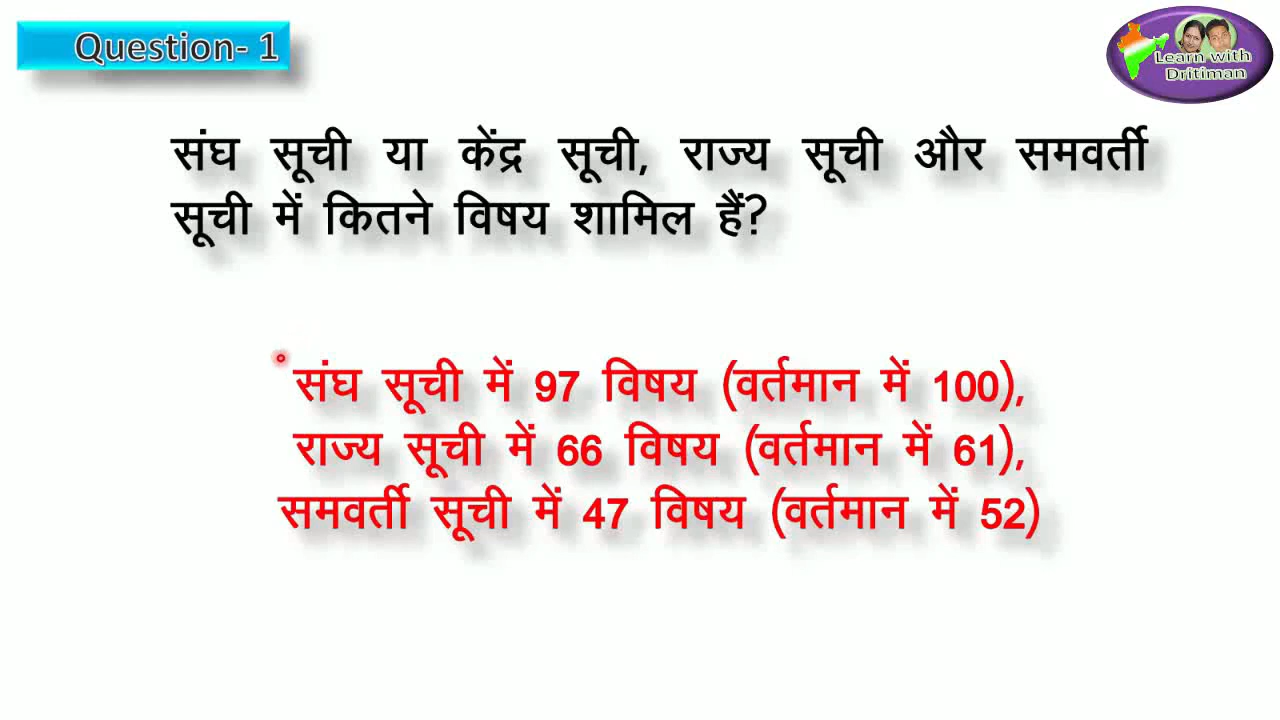 Question- 1
Learn with
Dritiman
संघ सूची या केंद्र सूची, राज्य सूची और समवर्ती
सूची में कितने विषय शामिल हैं?
संघ सूची में 97 विषय (वर्तमान में 100),
राज्य सूची में 66 विषय (वर्तमान में 61),
समवर्ती सूची में 47 विषय (वर्तमान में 52)